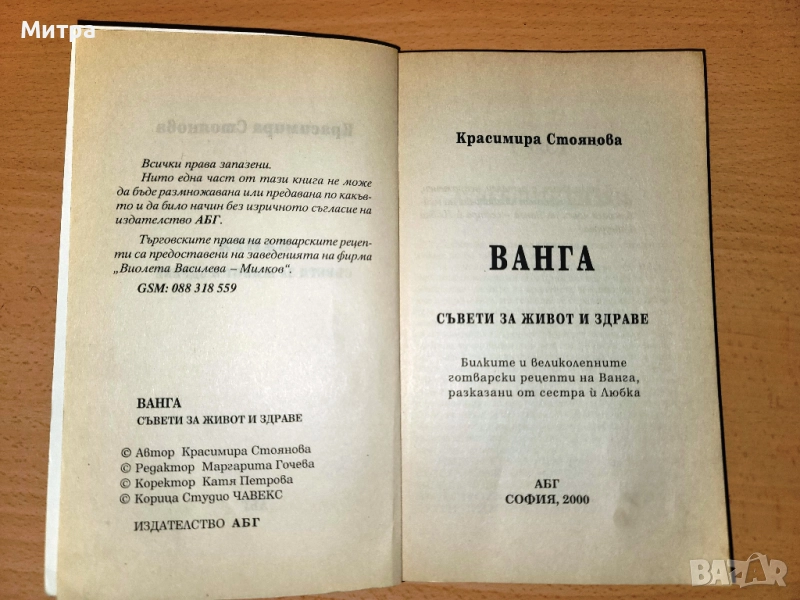 Митра
Всички права запазени.
Нито една част от тази книга не може
да бъде размножавана или предавана по какъв-
то и да било начин без изричното съгласие на
издателство АБГ.
Търговските права на готварските рецеп-
ти са предоставени на заведенията на фирма
„Виолета Василева – Милков“.
GSM: 088 318 559
ВАНГА
СЪВЕТИ ЗА ЖИВОТ И ЗДРАВЕ
© Автор Красимира Стоянова
© Редактор Маргарита Гочева
© Коректор Катя Петрова
© Корица Студио ЧАВЕКС
ИЗДАТЕЛСТВО АБГ
Красимира Стоянова
ВАНГА
СЪВЕТИ ЗА ЖИВОТ И ЗДРАВЕ
Билките и великолепните
готварски рецепти на Ванга,
разказани от сестра ѝ Любка
АБГ
СОФИЯ, 2000
BAZAR